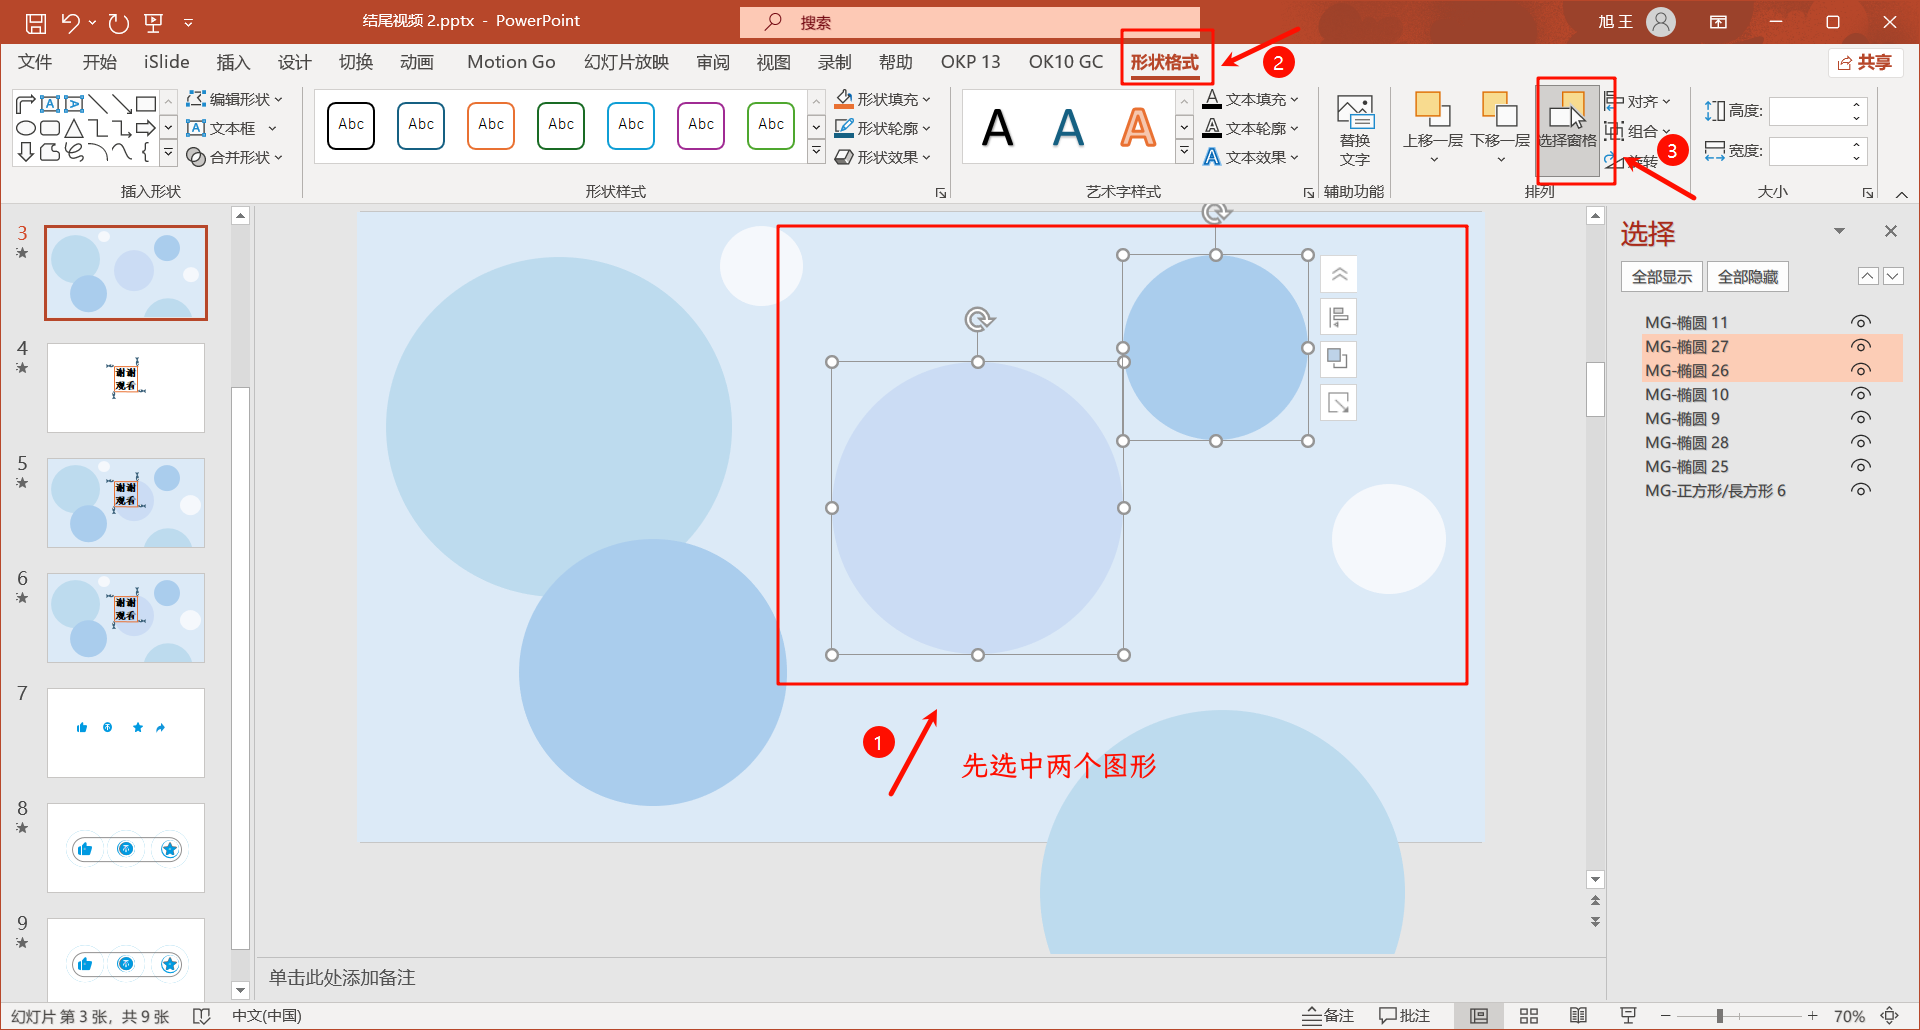 结尾视频 2.pptx - PowerPoint
搜索
旭 王
文件 开始 iSlide 插入 设计 切换 动画 Motion Go 幻灯片放映 审阅 视图 录制 帮助 OKP 13 OK10 GC 形状格式
2
共享
编辑形状
文本框
合并形状
插入形状
Abc Abc Abc Abc Abc Abc Abc
形状填充
形状轮廓
形状效果
形状样式
A A A
文本填充
文本轮廓
文本效果
艺术字样式
替换
文字
辅助功能
上移一层 下移一层 选择窗格
对齐
组合
旋转
3
排列
高度:
宽度:
大小
3
4
5
6
7
8
9
1
先选中两个图形
选择
全部显示 全部隐藏
MG-椭圆 11
MG-椭圆 27
MG-椭圆 26
MG-椭圆 10
MG-椭圆 9
MG-椭圆 28
MG-椭圆 25
MG-正方形/長方形 6
单击此处添加备注
幻灯片 第 3 张，共 9 张 中文(中国)
备注 批注 70%